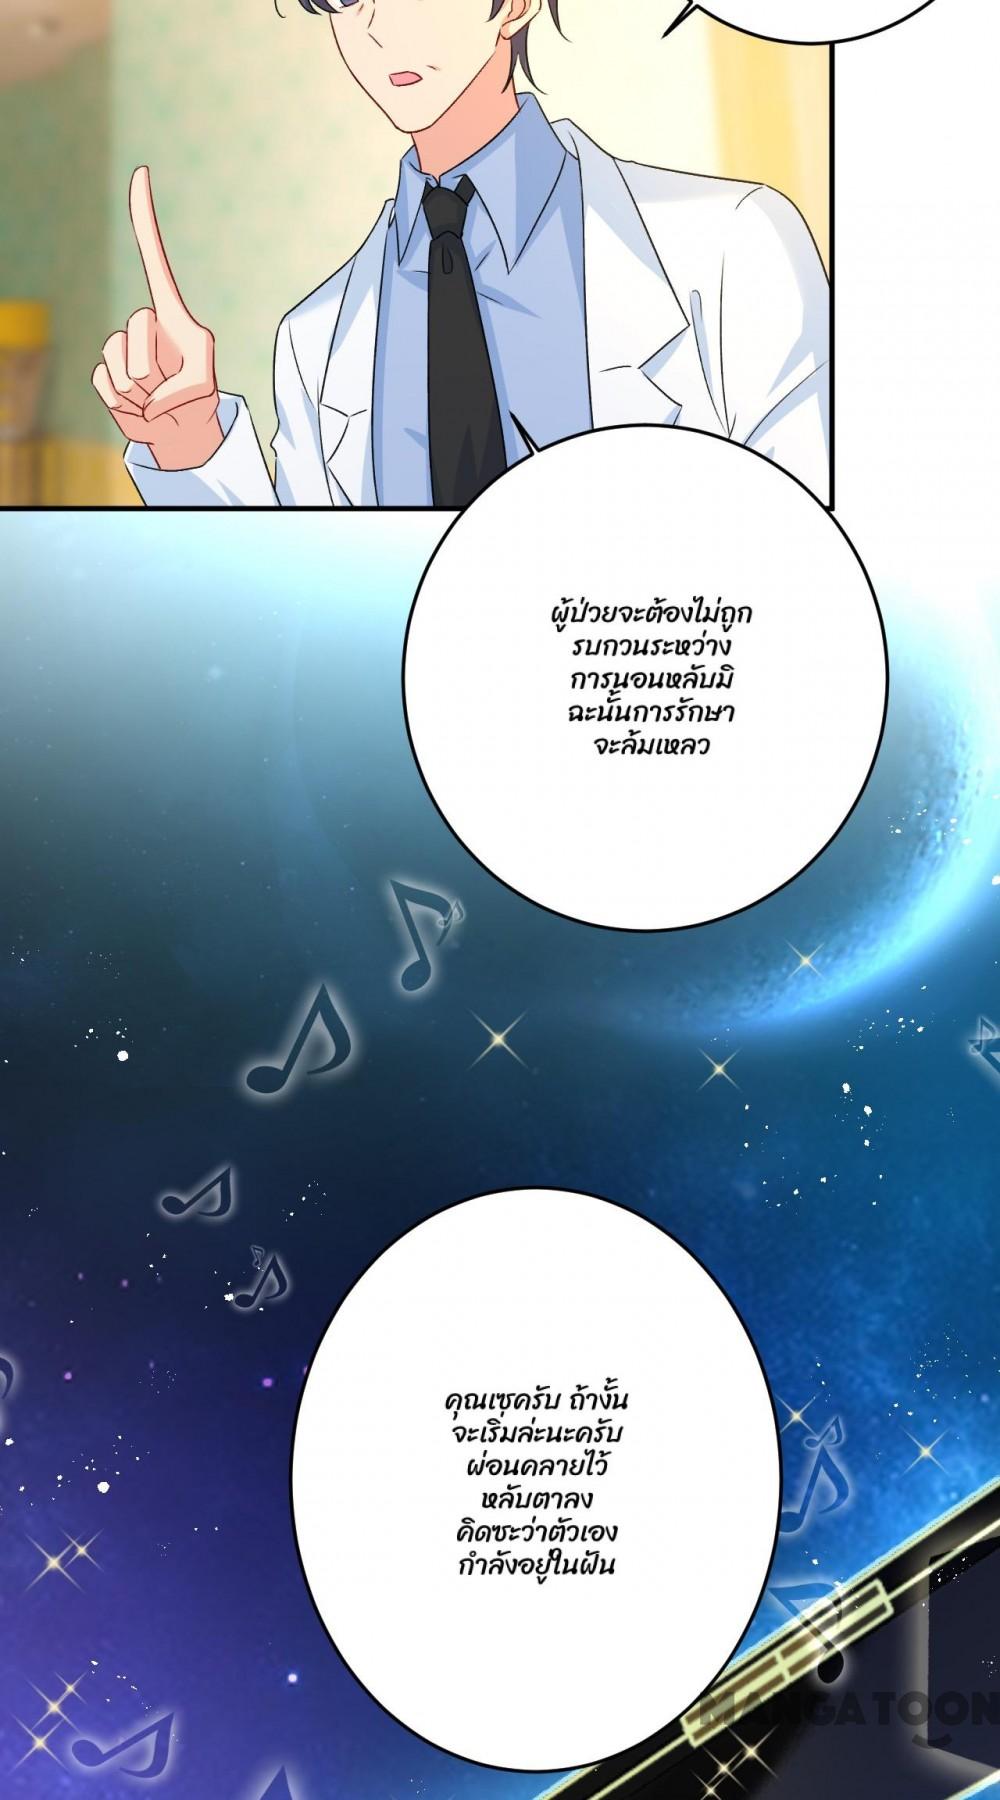 ผู้ป่วยจะต้องไม่ถูก
รบกวนระหว่าง
การนอนหลับมิ
ฉะนั้นการรักษา
จะล้มเหลว
คุณเซครับ ถ้างั้น
จะเริ่มล่ะนะครับ
ผ่อนคลายไว้
หลับตาลง
คิดซะว่าตัวเอง
กำลังอยู่ในฝัน
MANGATOON